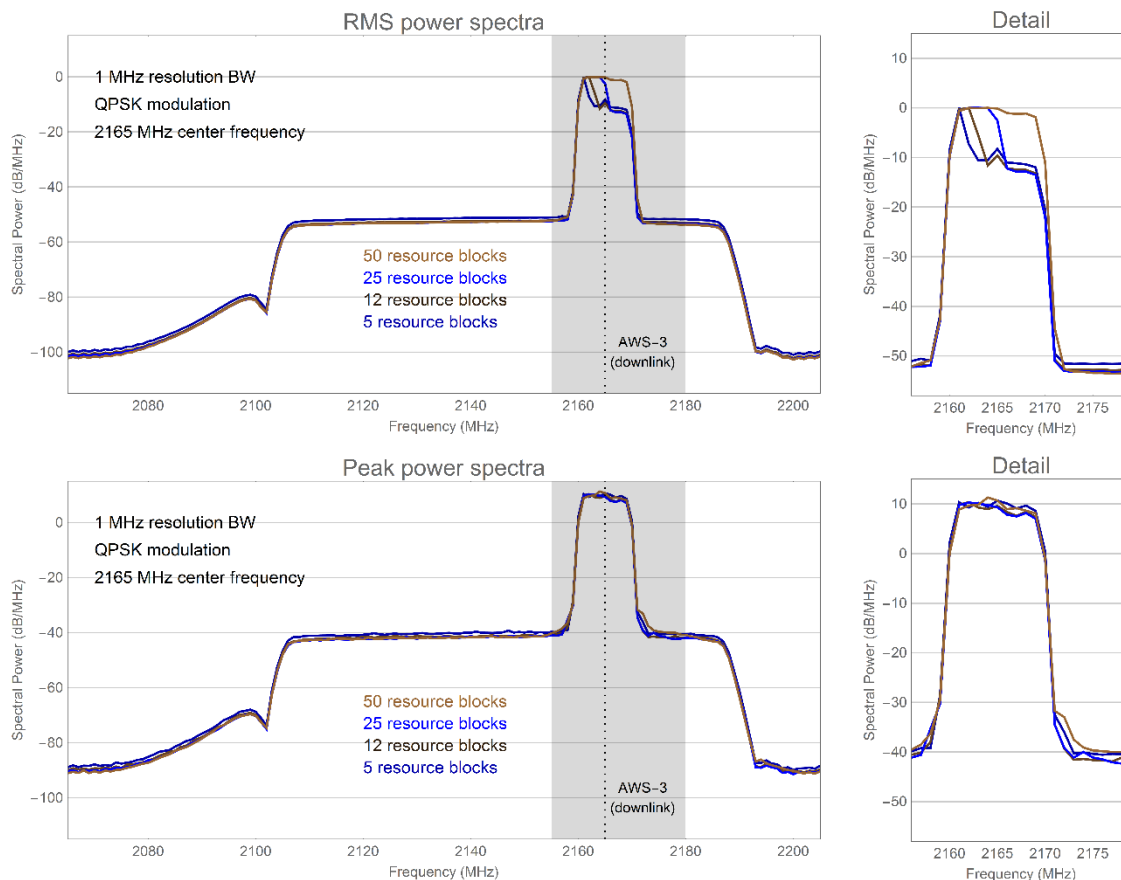 RMS power spectra
1 MHz resolution BW
QPSK modulation
2165 MHz center frequency
50 resource blocks
25 resource blocks
12 resource blocks
5 resource blocks
AWS−3
(downlink)
Spectral Power (dB/MHz)
0
−20
−40
−60
−80
−100
2080 2100 2120 2140 2160 2180 2200
Frequency (MHz)
Detail
Spectral Power (dB/MHz)
10
0
−10
−20
−30
−40
−50
2160 2165 2170 2175
Frequency (MHz)
Peak power spectra
1 MHz resolution BW
QPSK modulation
2165 MHz center frequency
50 resource blocks
25 resource blocks
12 resource blocks
5 resource blocks
AWS−3
(downlink)
Spectral Power (dB/MHz)
0
−20
−40
−60
−80
−100
2080 2100 2120 2140 2160 2180 2200
Frequency (MHz)
Detail
Spectral Power (dB/MHz)
10
0
−10
−20
−30
−40
−50
2160 2165 2170 2175
Frequency (MHz)